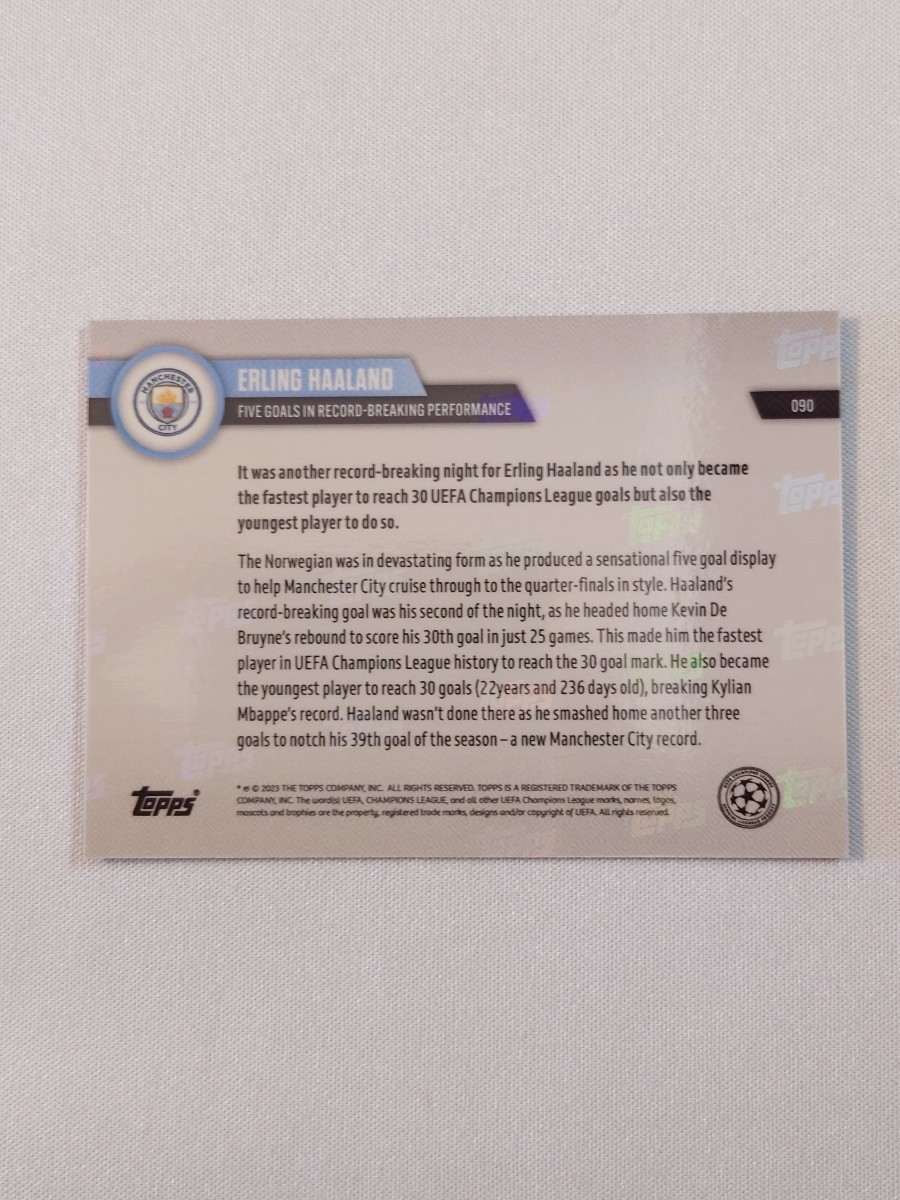 MANCHESTER
CITY
ERLING HAALAND
FIVE GOALS IN RECORD-BREAKING PERFORMANCE
090
It was another record-breaking night for Erling Haaland as he not only became
the fastest player to reach 30 UEFA Champions League goals but also the
youngest player to do so.
The Norwegian was in devastating form as he produced a sensational five goal display
to help Manchester City cruise through to the quarter-finals in style. Haaland's
record-breaking goal was his second of the night, as he headed home Kevin De
Bruyne's rebound to score his 30th goal in just 25 games. This made him the fastest
player in UEFA Champions League history to reach the 30 goal mark. He also became
the youngest player to reach 30 goals (22years and 236 days old), breaking Kylian
Mbappe's record. Haaland wasn't done there as he smashed home another three
goals to notch his 39th goal of the season – a new Manchester City record.
Topps®
* © 2023 THE TOPPS COMPANY, INC. ALL RIGHTS RESERVED. TOPPS IS A REGISTERED TRADEMARK OF THE TOPPS
COMPANY, INC. The word(s) UEFA, CHAMPIONS LEAGUE, and all other UEFA Champions League marks, names, logos,
mascots and trophies are the property, registered trade marks, designs and/or copyright of UEFA. All rights reserved.
Topps
Topps
Topps
Topps